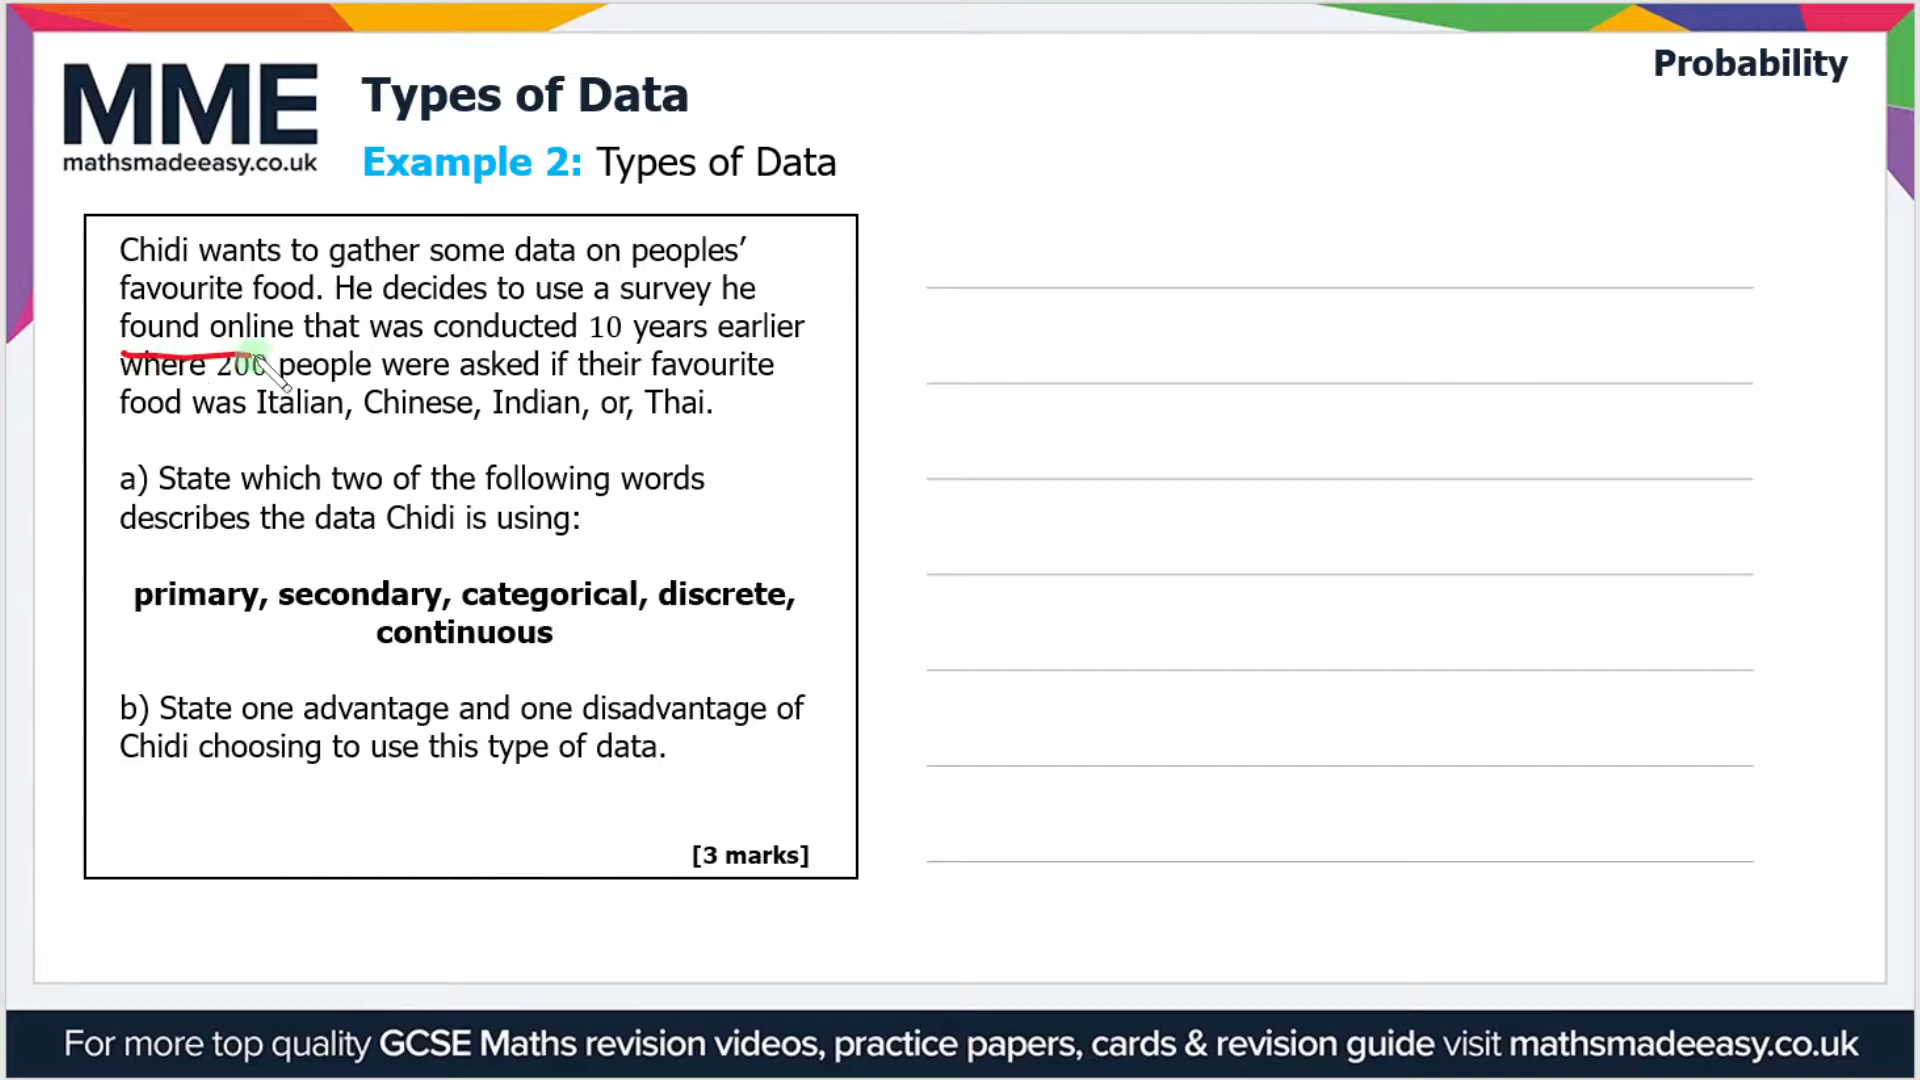 Probability
MME
mathsmadeeasy.co.uk
Types of Data
Example 2: Types of Data
Chidi wants to gather some data on peoples’
favourite food. He decides to use a survey he
found online that was conducted 10 years earlier
where 200 people were asked if their favourite
food was Italian, Chinese, Indian, or, Thai.
a) State which two of the following words
describes the data Chidi is using:
primary, secondary, categorical, discrete,
continuous
b) State one advantage and one disadvantage of
Chidi choosing to use this type of data.
[3 marks]
For more top quality GCSE Maths revision videos, practice papers, cards & revision guide visit mathsmadeeasy.co.uk